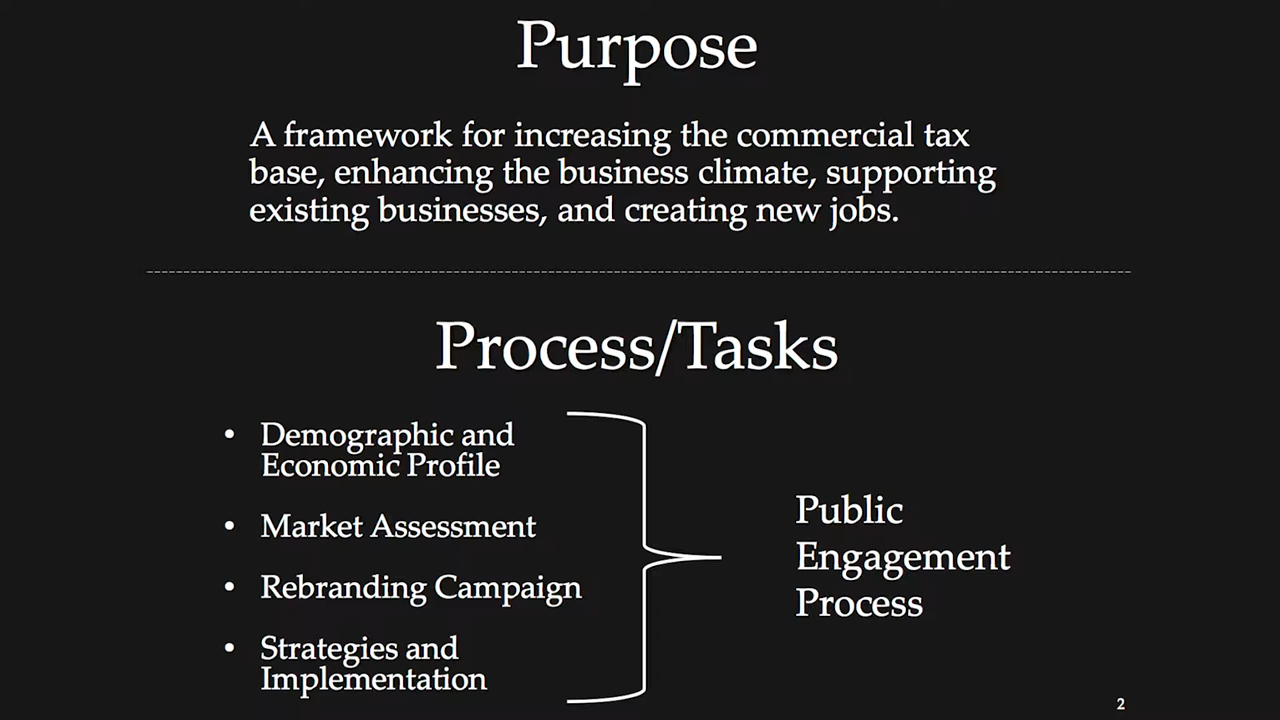 Purpose
A framework for increasing the commercial tax
base, enhancing the business climate, supporting
existing businesses, and creating new jobs.
Process/Tasks
• Demographic and
Economic Profile
• Market Assessment
• Rebranding Campaign
• Strategies and
Implementation
Public
Engagement
Process
2